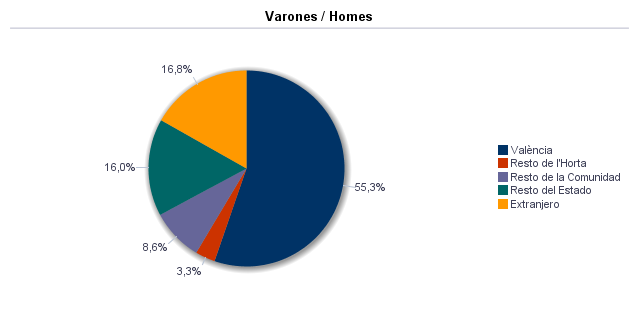 Varones / Homes
16,8%
16,0%
8,6%
3,3%
55,3%
València
Resto de l'Horta
Resto de la Comunidad
Resto del Estado
Extranjero